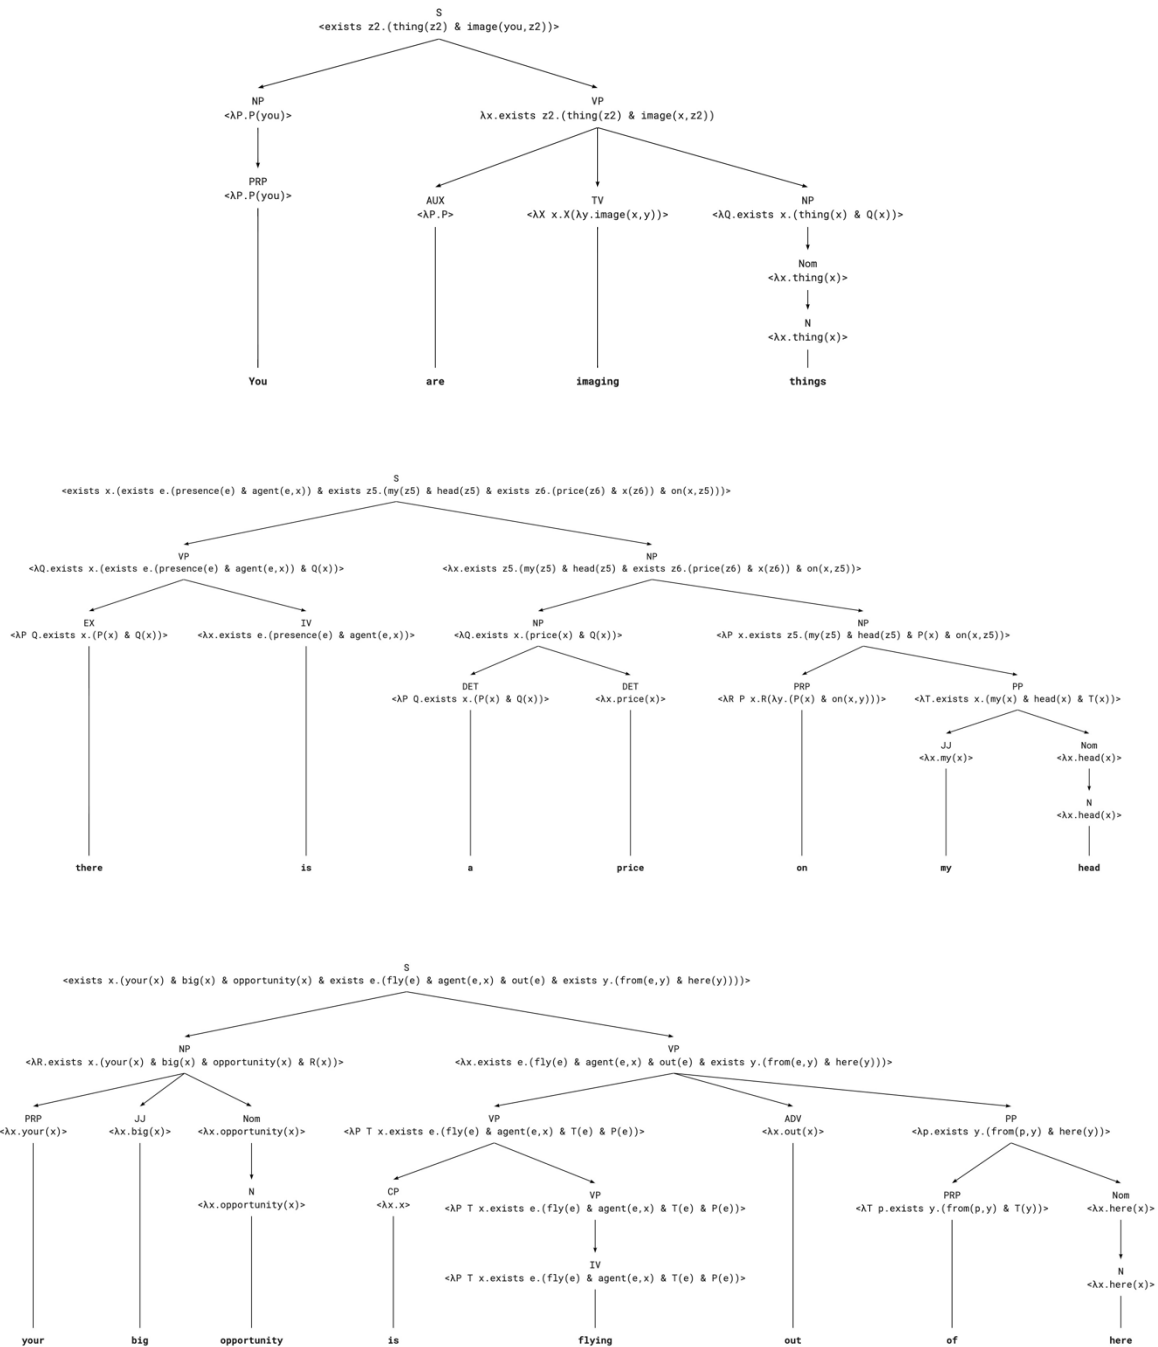 S
<exists z2.(thing(z2) & image(you,z2))>
NP VP
<λP.P(you)> λx.exists z2.(thing(z2) & image(x,z2))
PRP
<λP.P(you)>
AUX TV NP
<λP.P> <λX x.X(λy.image(x,y))> <λQ.exists x.(thing(x) & Q(x))>
Nom
<λx.thing(x)>
N
<λx.thing(x)>
You are imaging things
S
<exists x.(exists e.(presence(e) & agent(e,x)) & exists z5.(my(z5) & head(z5) & exists z6.(price(z6) & x(z6)) & on(x,z5)))>
VP NP
<λQ.exists x.(exists e.(presence(e) & agent(e,x)) & Q(x))> <λx.exists z5.(my(z5) & head(z5) & exists z6.(price(z6) & x(z6)) & on(x,z5))>
EX IV NP NP
<λP Q.exists x.(P(x) & Q(x))> <λx.exists e.(presence(e) & agent(e,x))> <λQ.exists x.(price(x) & Q(x))> <λP x.exists z5.(my(z5) & head(z5) & P(x) & on(x,z5))>
DET DET PRP PP
<λP Q.exists x.(P(x) & Q(x))> <λx.price(x)> <λR P x.R(λy.(P(x) & on(x,y)))> <λT.exists x.(my(x) & head(x) & T(x))>
JJ Nom
<λx.my(x)> <λx.head(x)>
N
<λx.head(x)>
there is a price on my head
S
<exists x.(your(x) & big(x) & opportunity(x) & exists e.(fly(e) & agent(e,x) & out(e) & exists y.(from(e,y) & here(y))))>
NP VP
<λR.exists x.(your(x) & big(x) & opportunity(x) & R(x))> <λx.exists e.(fly(e) & agent(e,x) & out(e) & exists y.(from(e,y) & here(y)))>
PRP JJ Nom VP ADV PP
<λx.your(x)> <λx.big(x)> <λx.opportunity(x)> <λP T x.exists e.(fly(e) & agent(e,x) & T(e) & P(e))> <λx.out(x)> <λp.exists y.(from(p,y) & here(y))>
N CP VP PRP Nom
<λx.opportunity(x)> <λx.x> <λP T x.exists e.(fly(e) & agent(e,x) & T(e) & P(e))> <λT p.exists y.(from(p,y) & T(y))> <λx.here(x)>
IV N
<λP T x.exists e.(fly(e) & agent(e,x) & T(e) & P(e))> <λx.here(x)>
your big opportunity is flying out of here